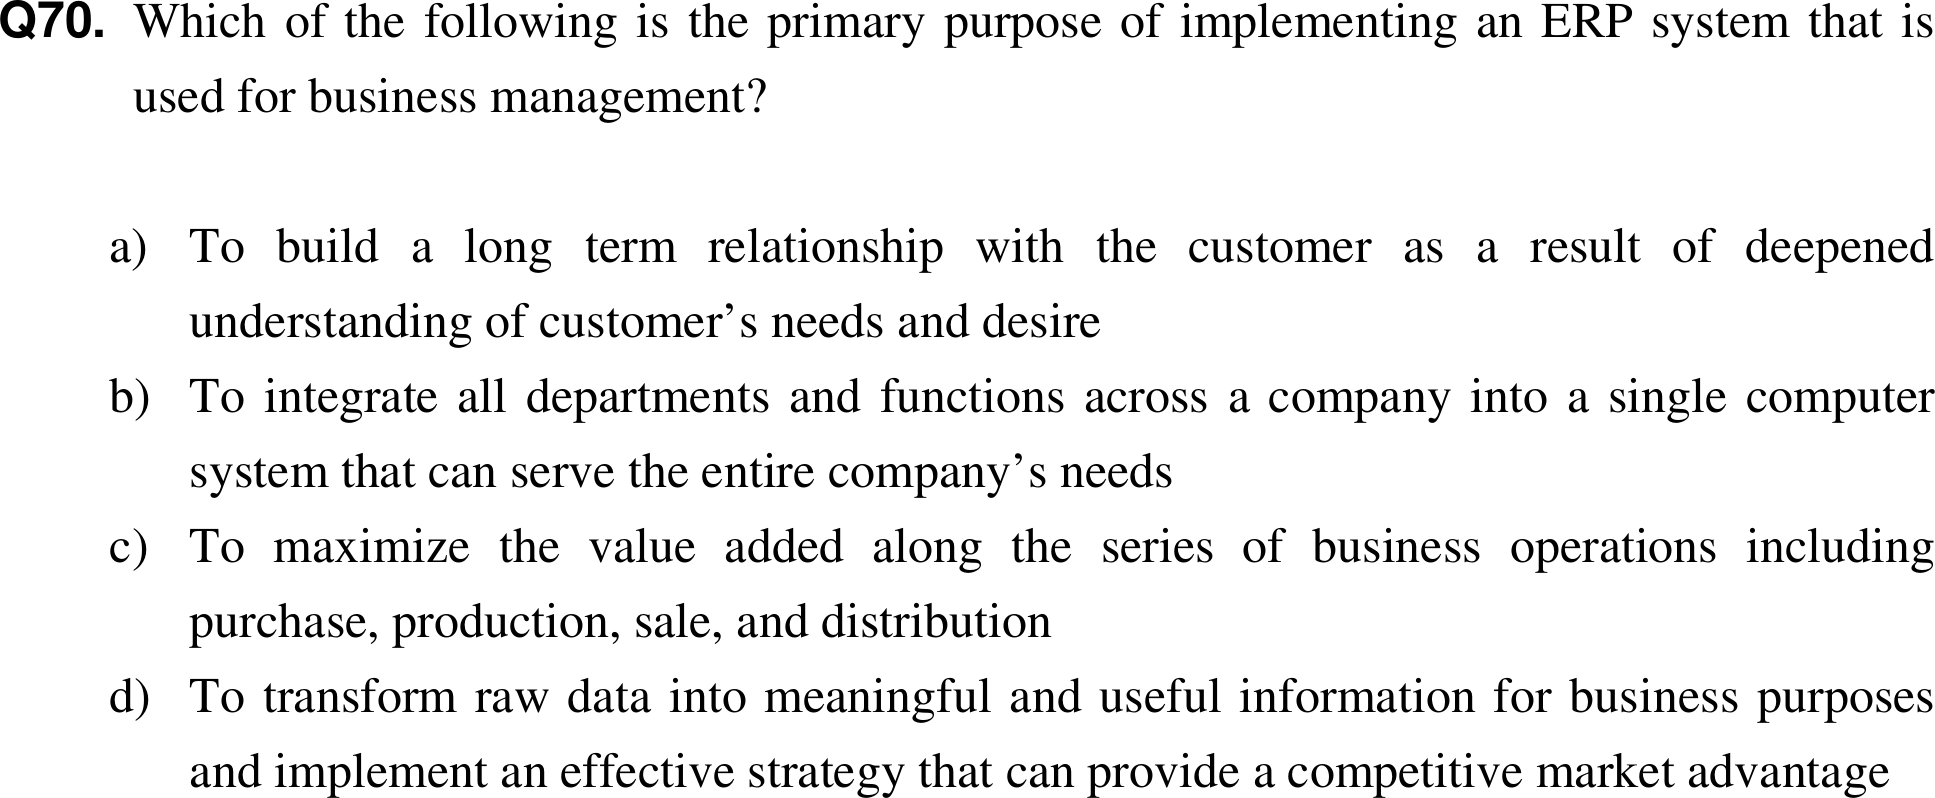 Q70. Which of the following is the primary purpose of implementing an ERP system that is
used for business management?
a) To build a long term relationship with the customer as a result of deepened
understanding of customer’s needs and desire
b) To integrate all departments and functions across a company into a single computer
system that can serve the entire company’s needs
c) To maximize the value added along the series of business operations including
purchase, production, sale, and distribution
d) To transform raw data into meaningful and useful information for business purposes
and implement an effective strategy that can provide a competitive market advantage